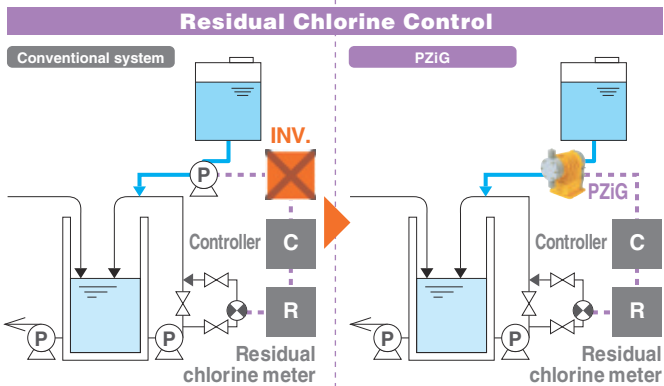 Residual Chlorine Control
Conventional system
INV.
P
Controller
C
R
P
P
Residual
chlorine meter
PZiG
PZiG
Controller
C
R
P
P
Residual
chlorine meter